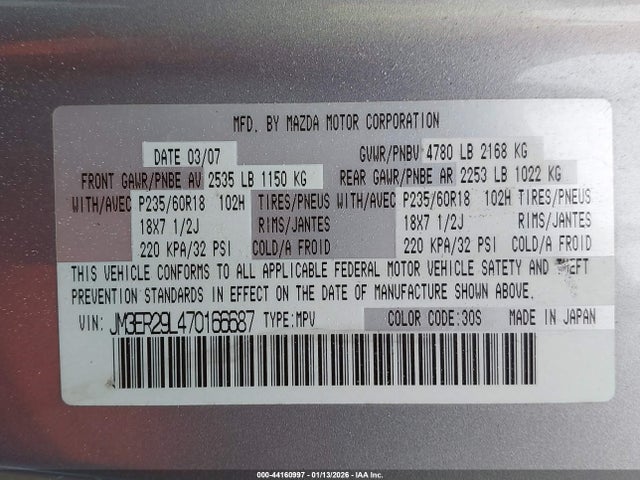 MFD. BY MAZDA MOTOR CORPORATION
DATE 03/07 GVWR/PNBV 4780 LB 2168 KG
FRONT GAWR/PNBE AV 2535 LB 1150 KG REAR GAWR/PNBE AR 2253 LB 1022 KG
WITH/AVEC P235/60R18 102H TIRES/PNEUS WITH/AVEC P235/60R18 102H TIRES/PNEUS
18X7 1/2J RIMS/JANTES 18X7 1/2J RIMS/JANTES
220 KPA/32 PSI COLD/A FROID 220 KPA/32 PSI COLD/A FROID
THIS VEHICLE CONFORMS TO ALL APPLICABLE FEDERAL MOTOR VEHICLE SAFETY AND THEFT
PREVENTION STANDARDS IN EFFECT ON THE DATE OF MANUFACTURE SHOWN ABOVE.
VIN: JM3ER29L470166687 TYPE:MPV COLOR CODE:30S MADE IN JAPAN
000-44160997 - 01/13/2026 - IAA Inc.